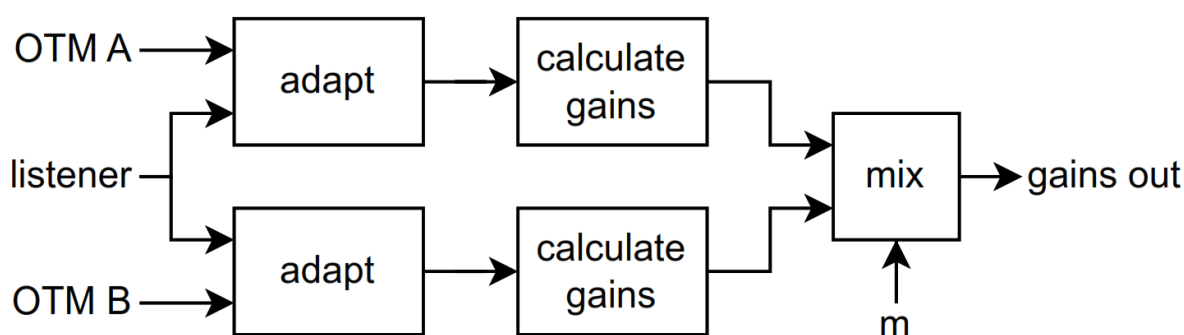 OTM A
adapt
calculate
gains
listener
mix
gains out
OTM B
adapt
calculate
gains
m